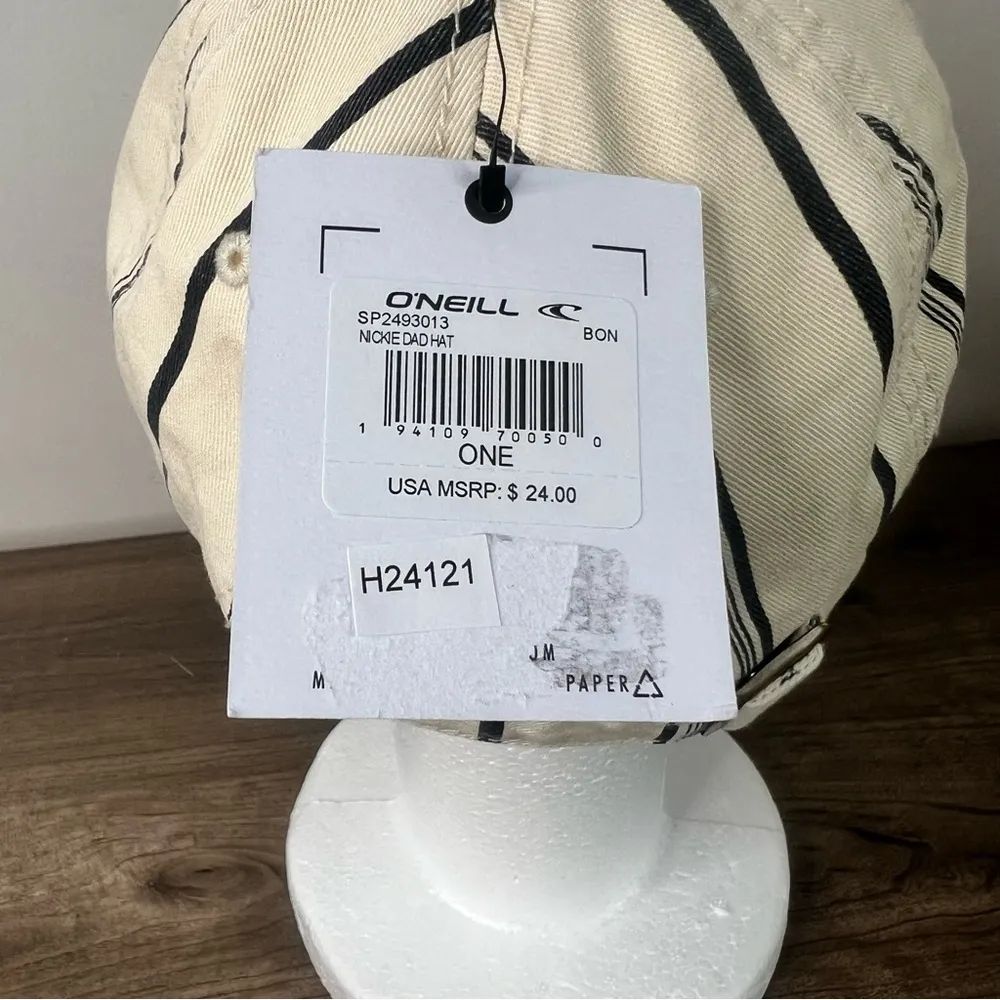 O'NEILL
SP2493013 BON
NICKIE DAD HAT
1 94109 70050 0
ONE
USA MSRP: $ 24.00
H24121
JM
M PAPER